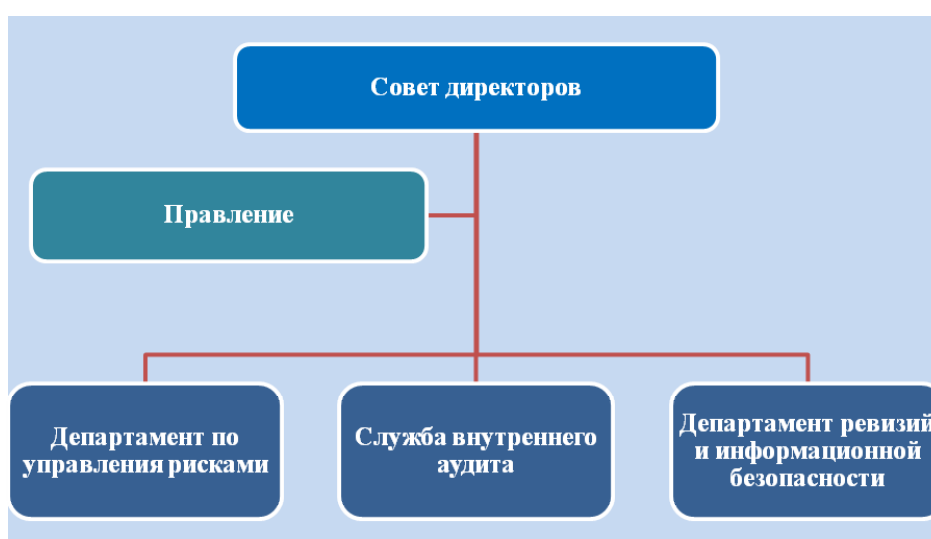 Совет директоров
Правление
Департамент по
управления рисками
Служба внутреннего
аудита
Департамент ревизий
и информационной
безопасности